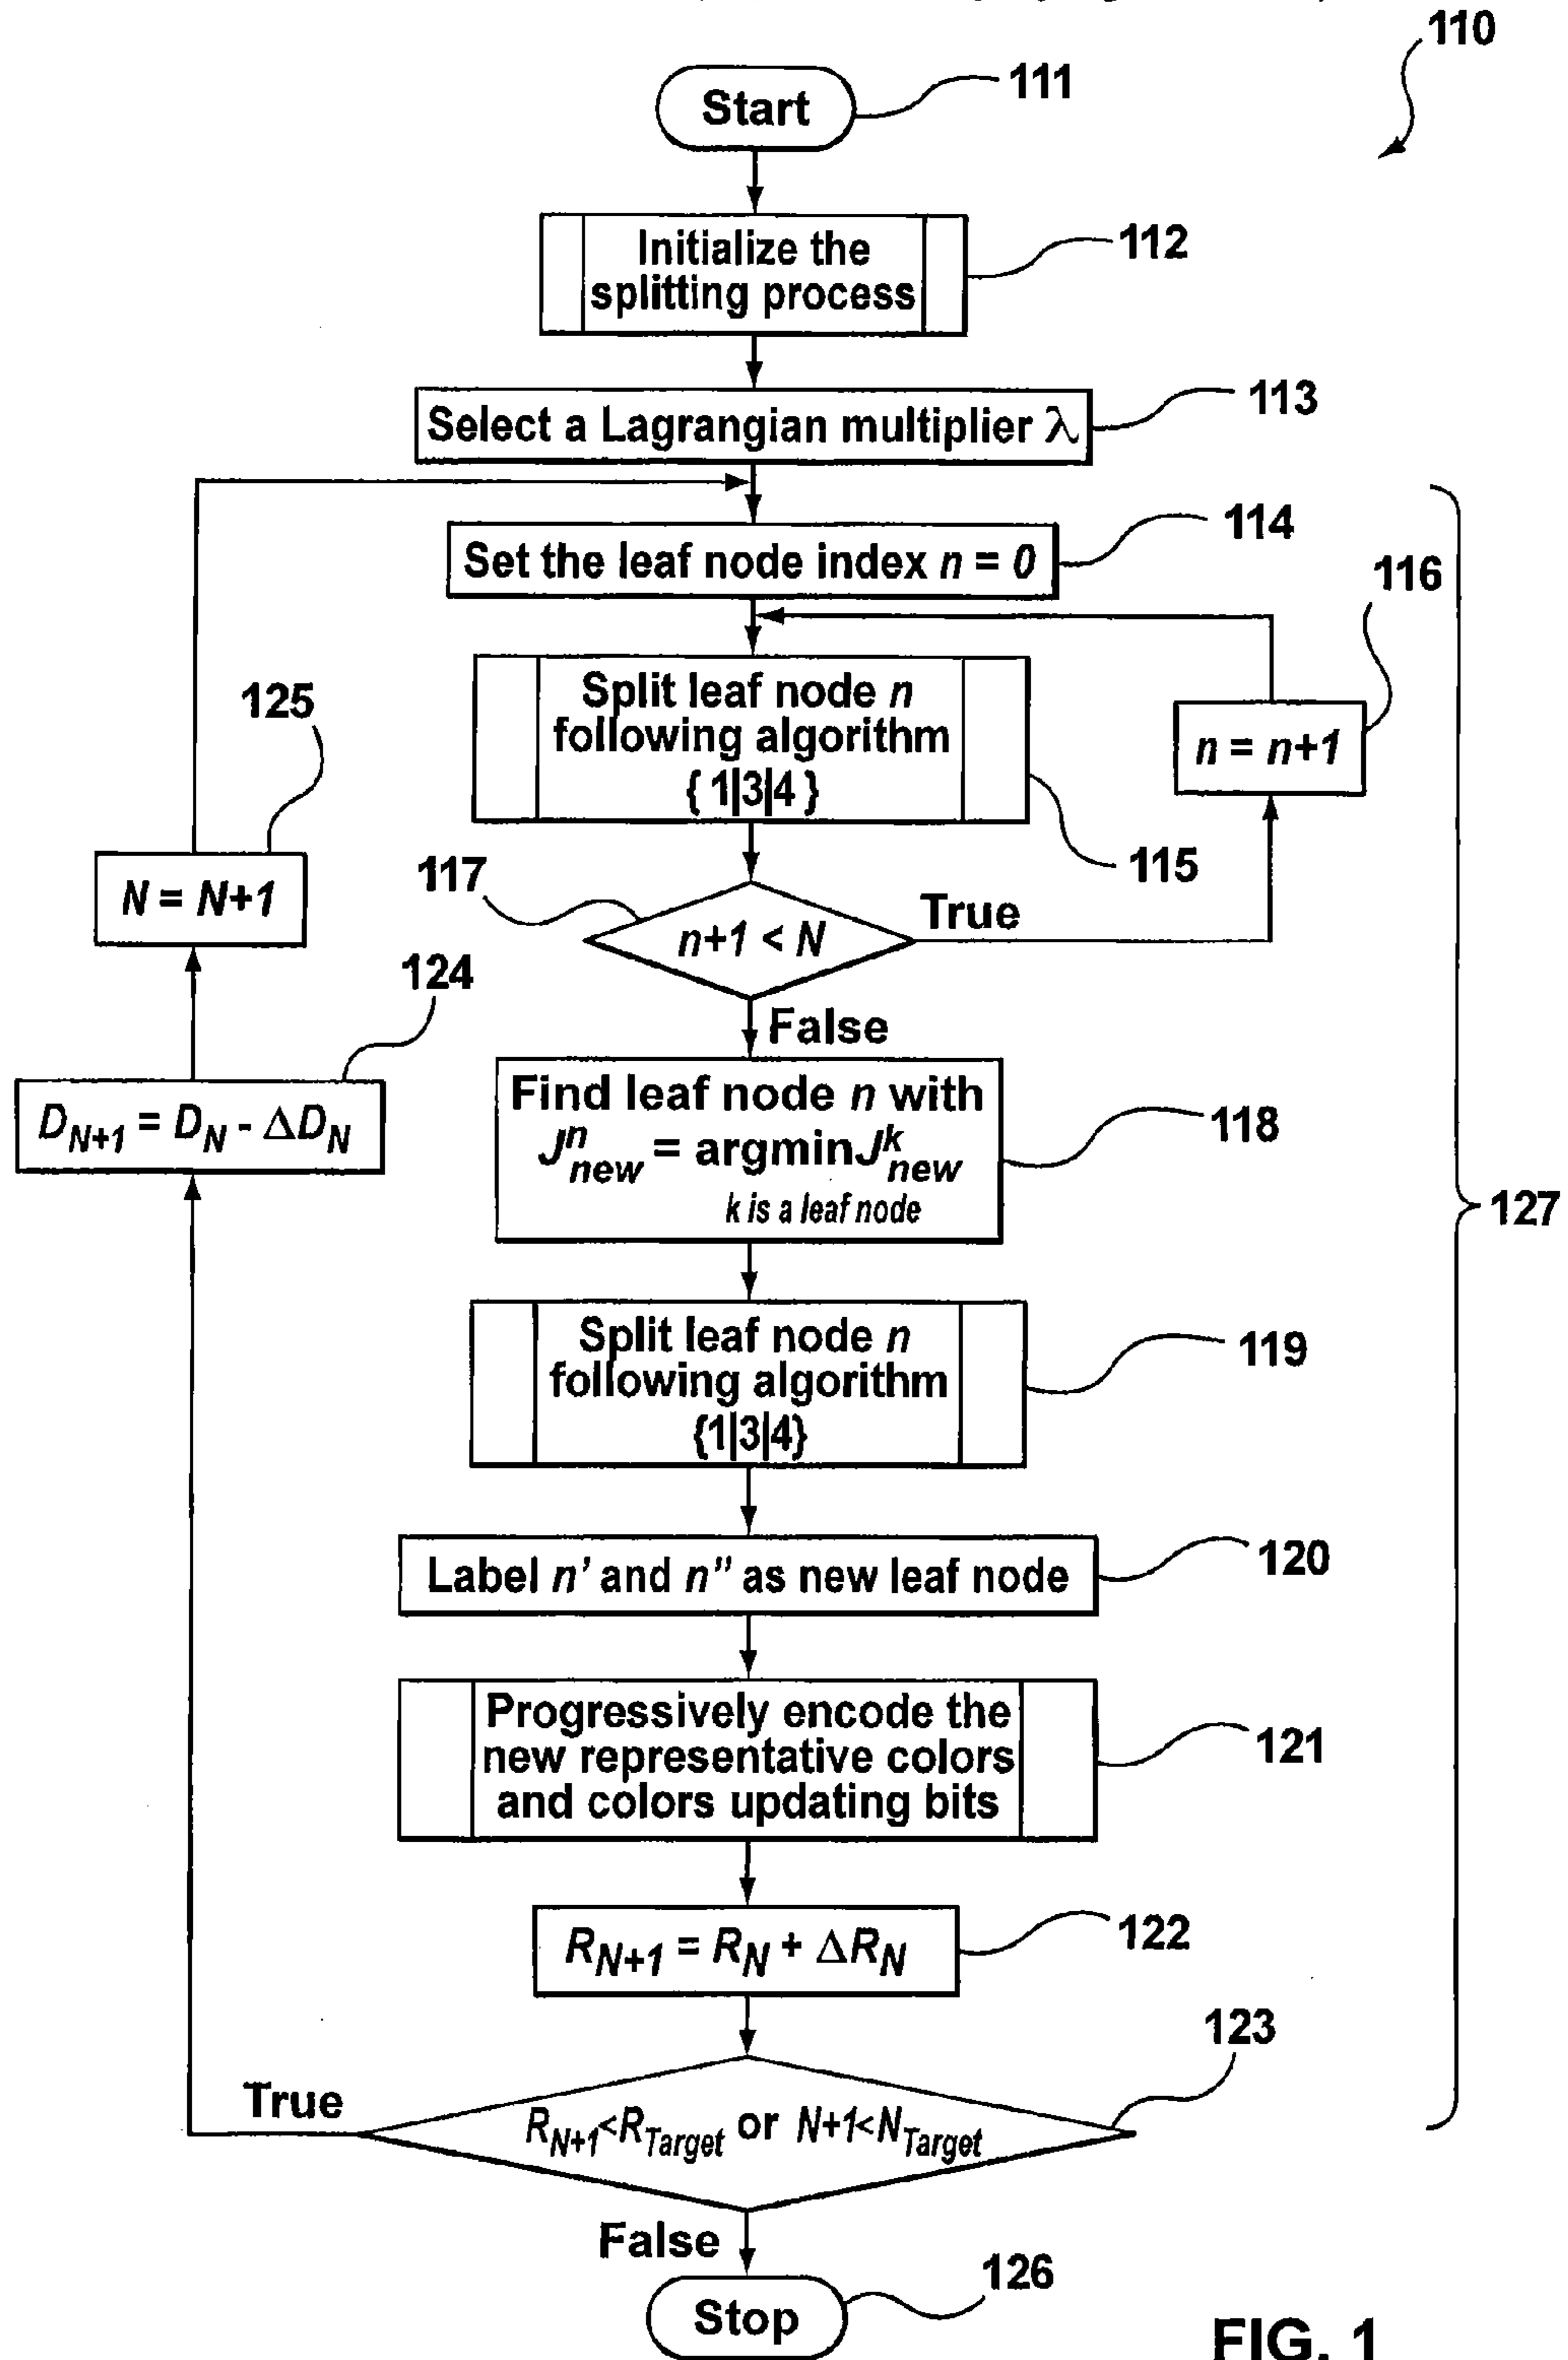 110
Start
111
Initialize the
splitting process
112
Select a Lagrangian multiplier λ
113
Set the leaf node index n = 0
114
116
Split leaf node n
following algorithm
{ 1|3|4 }
n = n+1
125
115
117
n+1 < N
True
N = N+1
124
False
Find leaf node n with
J^n_new = argmin J^k_new
k is a leaf node
118
D_N+1 = D_N - ΔD_N
127
Split leaf node n
following algorithm
{1|3|4}
119
Label n' and n" as new leaf node
120
Progressively encode the
new representative colors
and colors updating bits
121
R_N+1 = R_N + ΔR_N
122
123
True
R_N+1<R_Target or N+1<N_Target
False
126
Stop
FIG. 1